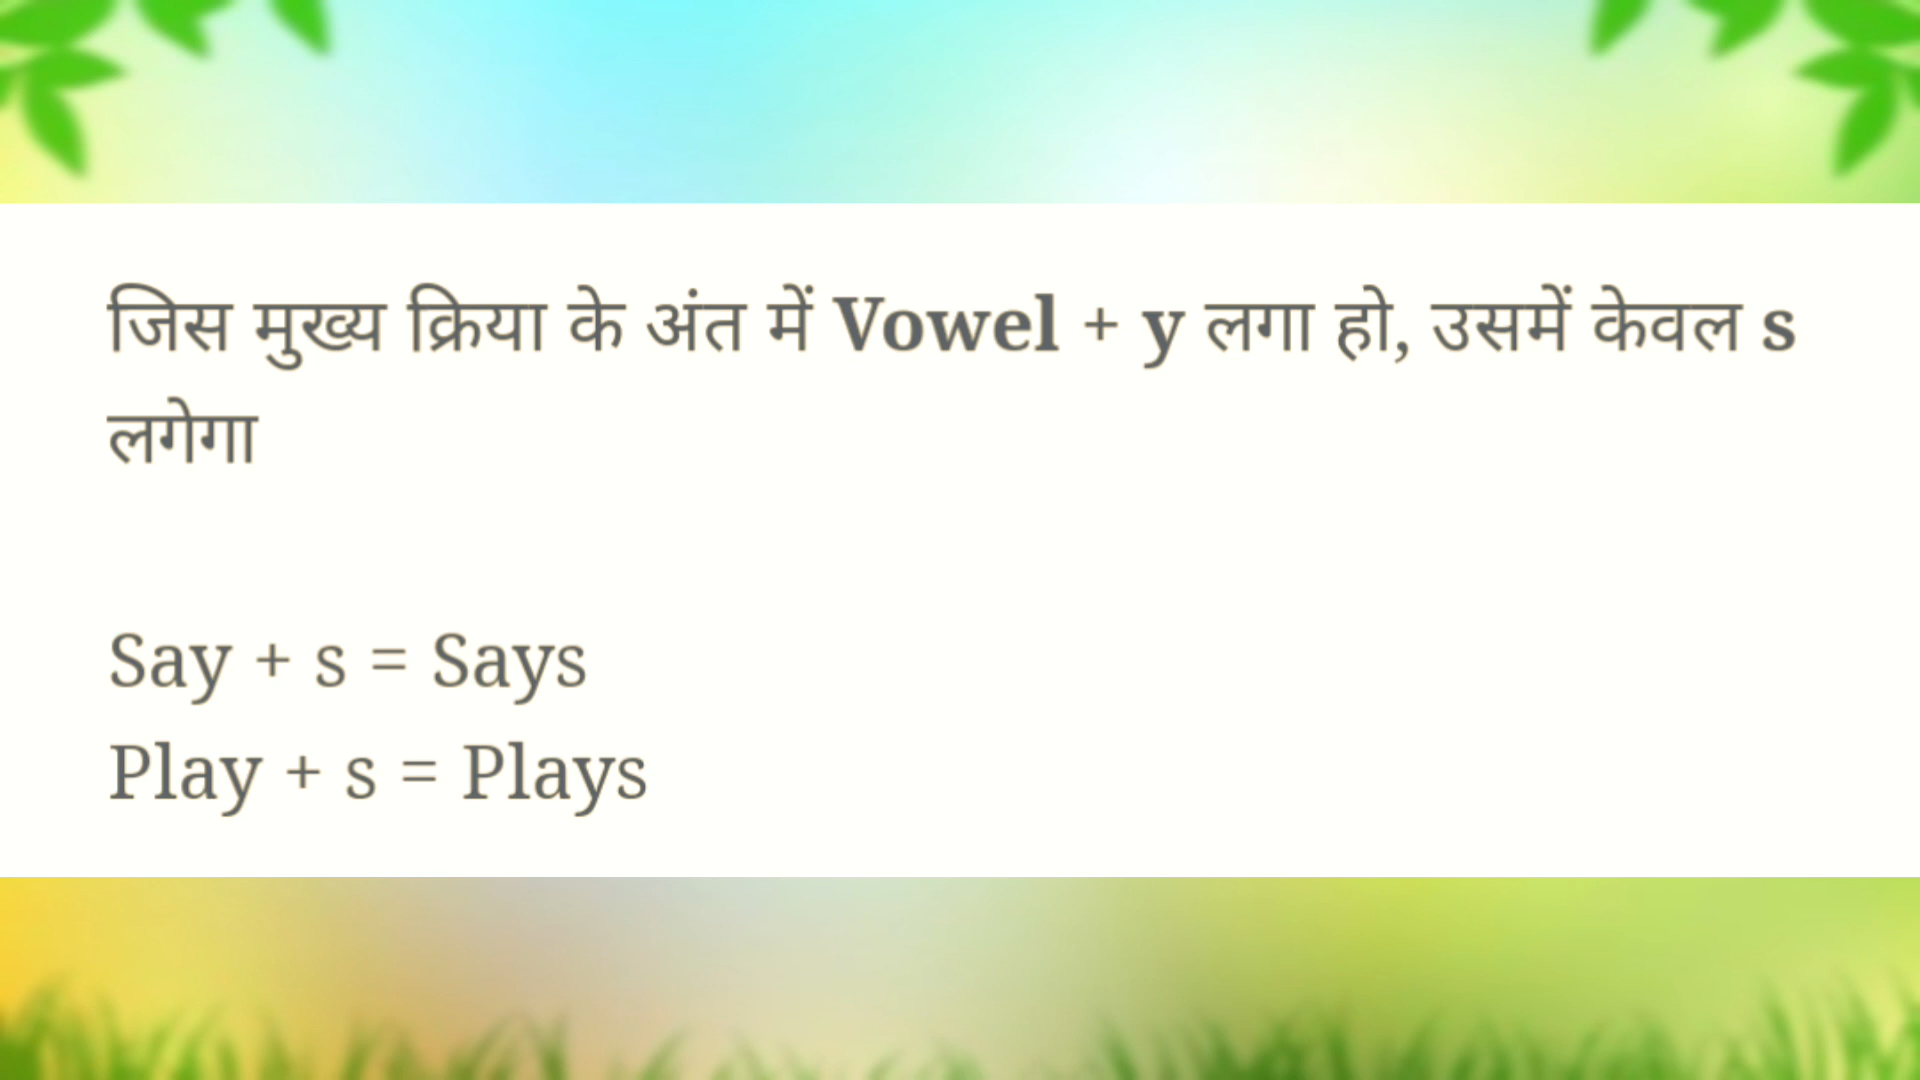 जिस मुख्य क्रिया के अंत में Vowel + y लगा हो, उसमें केवल s
लगेगा
Say + s = Says
Play + s = Plays